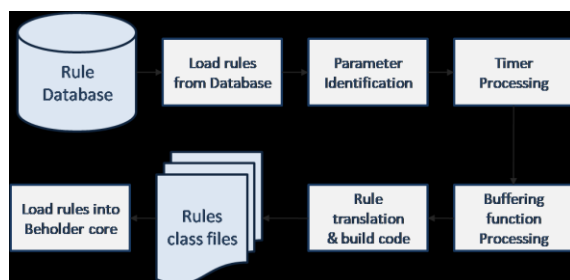 Rule
Database
Load rules
from Database
Parameter
Identification
Timer
Processing
Buffering
function
Processing
Rule
translation
& build code
Rules
class files
Load rules into
Beholder core